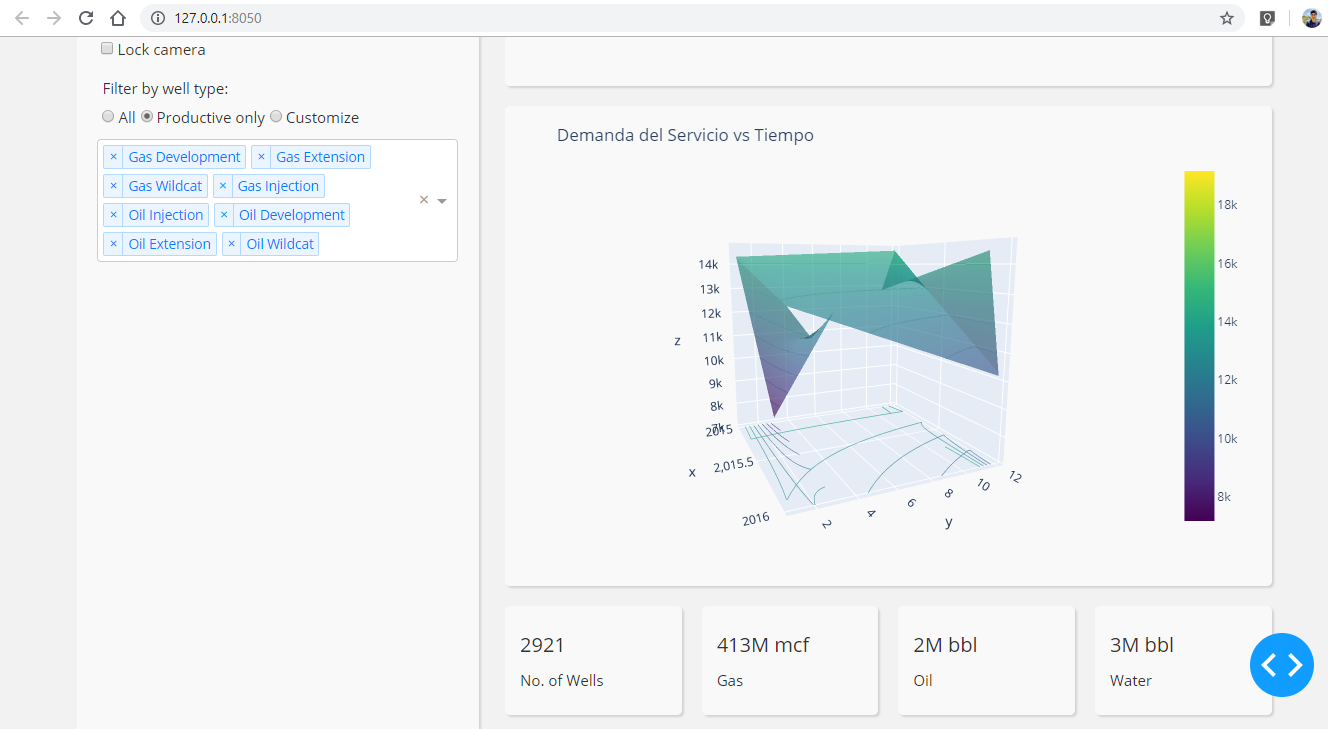 127.0.0.1:8050
Lock camera
Filter by well type:
All Productive only Customize
× Gas Development × Gas Extension
× Gas Wildcat × Gas Injection
× Oil Injection × Oil Development
× Oil Extension × Oil Wildcat
×
Demanda del Servicio vs Tiempo
14k
13k
12k
11k
10k
9k
8k
7k
z
2015
2,015.5
2016
x
2
4
6
8
10
12
y
18k
16k
14k
12k
10k
8k
2921
No. of Wells
413M mcf
Gas
2M bbl
Oil
3M bbl
Water